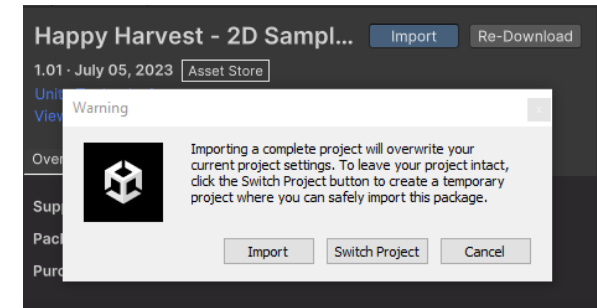 Happy Harvest - 2D Sampl... Import Re-Download
1.01 · July 05, 2023 Asset Store
Warning
Importing a complete project will overwrite your
current project settings. To leave your project intact,
click the Switch Project button to create a temporary
project where you can safely import this package.
Import Switch Project Cancel